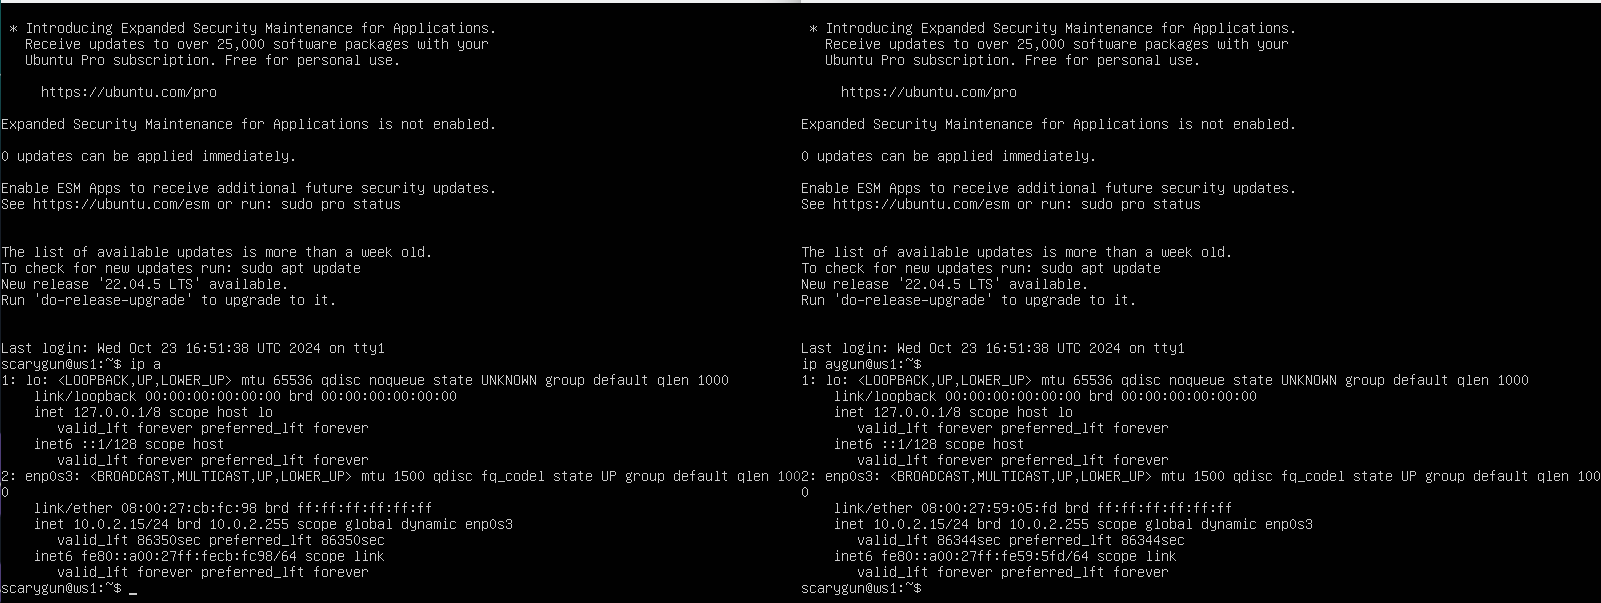 * Introducing Expanded Security Maintenance for Applications.
Receive updates to over 25,000 software packages with your
Ubuntu Pro subscription. Free for personal use.
https://ubuntu.com/pro
Expanded Security Maintenance for Applications is not enabled.
0 updates can be applied immediately.
Enable ESM Apps to receive additional future security updates.
See https://ubuntu.com/esm or run: sudo pro status
The list of available updates is more than a week old.
To check for new updates run: sudo apt update
New release '22.04.5 LTS' available.
Run 'do-release-upgrade' to upgrade to it.
Last login: Wed Oct 23 16:51:38 UTC 2024 on tty1
scarygun@ws1:~$ ip a
1: lo: <LOOPBACK,UP,LOWER_UP> mtu 65536 qdisc noqueue state UNKNOWN group default qlen 1000
link/loopback 00:00:00:00:00:00 brd 00:00:00:00:00:00
inet 127.0.0.1/8 scope host lo
valid_lft forever preferred_lft forever
inet6 ::1/128 scope host
valid_lft forever preferred_lft forever
2: enp0s3: <BROADCAST,MULTICAST,UP,LOWER_UP> mtu 1500 qdisc fq_codel state UP group default qlen 100
0
link/ether 08:00:27:cb:fc:98 brd ff:ff:ff:ff:ff:ff
inet 10.0.2.15/24 brd 10.0.2.255 scope global dynamic enp0s3
valid_lft 86350sec preferred_lft 86350sec
inet6 fe80::a00:27ff:fecb:fc98/64 scope link
valid_lft forever preferred_lft forever
scarygun@ws1:~$ _
* Introducing Expanded Security Maintenance for Applications.
Receive updates to over 25,000 software packages with your
Ubuntu Pro subscription. Free for personal use.
https://ubuntu.com/pro
Expanded Security Maintenance for Applications is not enabled.
0 updates can be applied immediately.
Enable ESM Apps to receive additional future security updates.
See https://ubuntu.com/esm or run: sudo pro status
The list of available updates is more than a week old.
To check for new updates run: sudo apt update
New release '22.04.5 LTS' available.
Run 'do-release-upgrade' to upgrade to it.
Last login: Wed Oct 23 16:51:38 UTC 2024 on tty1
ip aygun@ws1:~$
1: lo: <LOOPBACK,UP,LOWER_UP> mtu 65536 qdisc noqueue state UNKNOWN group default qlen 1000
link/loopback 00:00:00:00:00:00 brd 00:00:00:00:00:00
inet 127.0.0.1/8 scope host lo
valid_lft forever preferred_lft forever
inet6 ::1/128 scope host
valid_lft forever preferred_lft forever
2: enp0s3: <BROADCAST,MULTICAST,UP,LOWER_UP> mtu 1500 qdisc fq_codel state UP group default qlen 100
0
link/ether 08:00:27:59:05:fd brd ff:ff:ff:ff:ff:ff
inet 10.0.2.15/24 brd 10.0.2.255 scope global dynamic enp0s3
valid_lft 86344sec preferred_lft 86344sec
inet6 fe80::a00:27ff:fe59:5fd/64 scope link
valid_lft forever preferred_lft forever
scarygun@ws1:~$